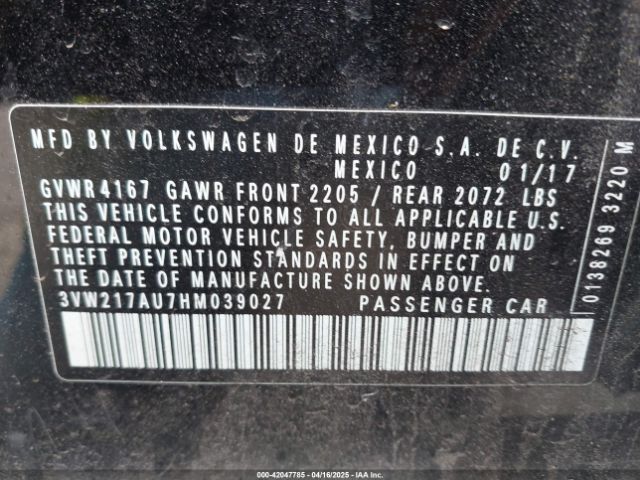 MFD BY VOLKSWAGEN DE MEXICO S.A. DE C.V.
MEXICO 01/17
GVWR4167 GAWR FRONT 2205 / REAR 2072 LBS
THIS VEHICLE CONFORMS TO ALL APPLICABLE U.S.
FEDERAL MOTOR VEHICLE SAFETY, BUMPER AND
THEFT PREVENTION STANDARDS IN EFFECT ON
THE DATE OF MANUFACTURE SHOWN ABOVE.
3VW217AU7HM039027 PASSENGER CAR
0138269 3220 M
000-42047785 - 04/16/2025 - IAAI, Inc.